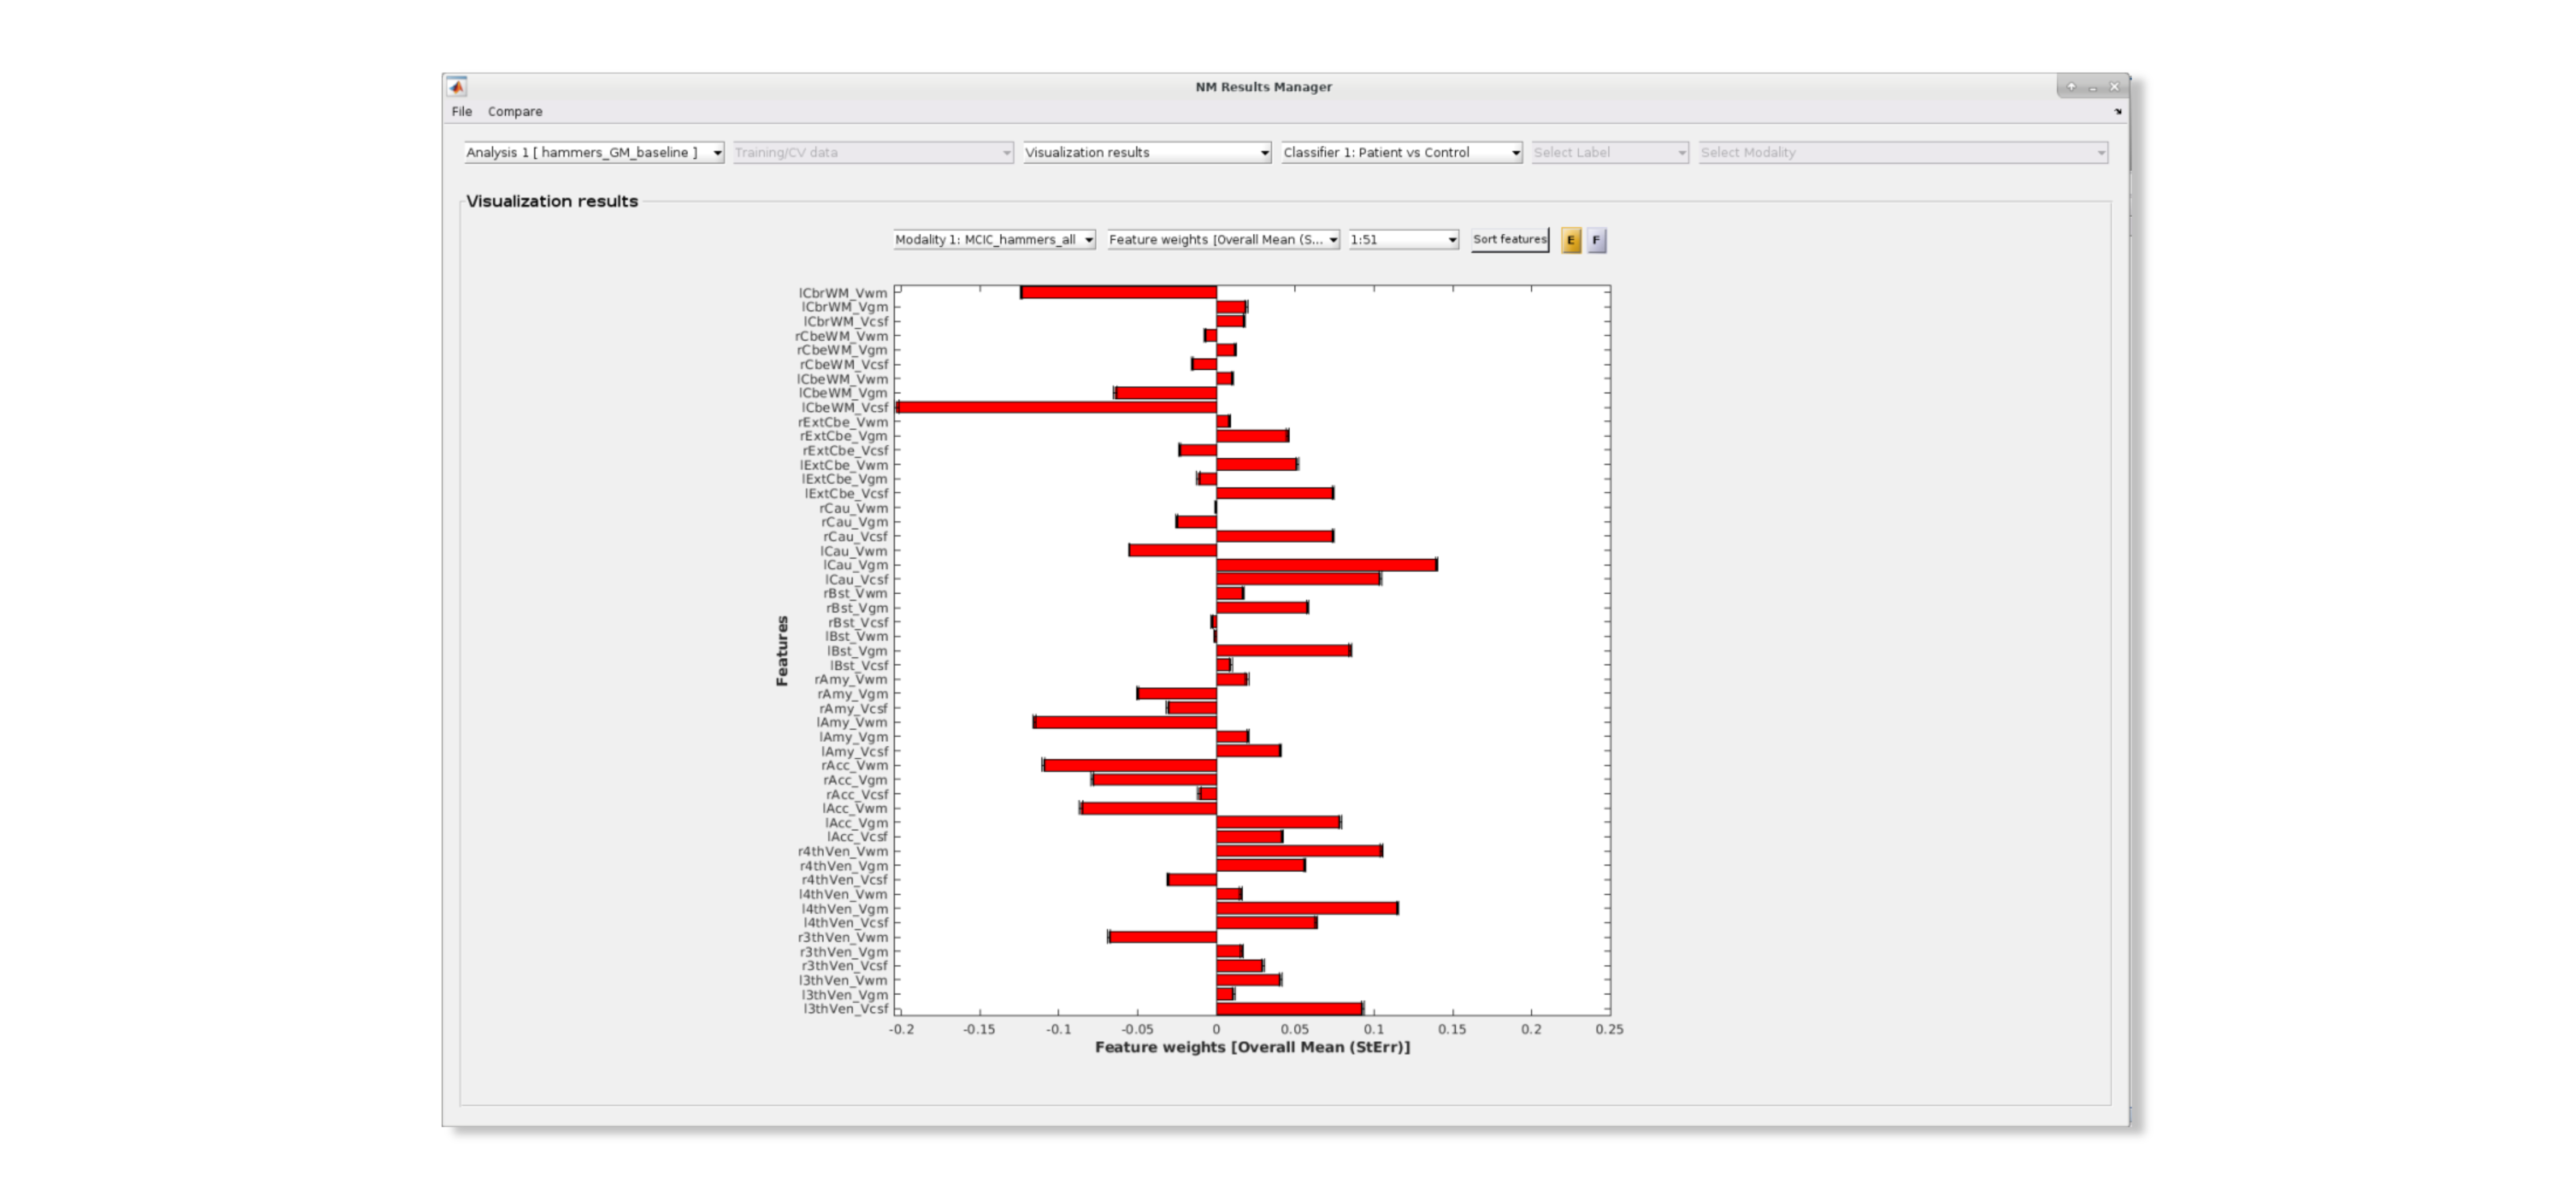 NM Results Manager
File Compare
Analysis 1 [ hammers_GM_baseline ] Training/CV data Visualization results Classifier 1: Patient vs Control Select Label Select Modality
Visualization results
Modality 1: MCIC_hammers_all Feature weights [Overall Mean (S... 1:51 Sort features E F
lCbrWM_Vwm
lCbrWM_Vgm
lCbrWM_Vcsf
rCbeWM_Vwm
rCbeWM_Vgm
rCbeWM_Vcsf
lCbeWM_Vwm
lCbeWM_Vgm
lCbeWM_Vcsf
rExtCbe_Vwm
rExtCbe_Vgm
rExtCbe_Vcsf
lExtCbe_Vwm
lExtCbe_Vgm
lExtCbe_Vcsf
rCau_Vwm
rCau_Vgm
rCau_Vcsf
lCau_Vwm
lCau_Vgm
lCau_Vcsf
rBst_Vwm
rBst_Vgm
rBst_Vcsf
lBst_Vwm
lBst_Vgm
lBst_Vcsf
rAmy_Vwm
rAmy_Vgm
rAmy_Vcsf
lAmy_Vwm
lAmy_Vgm
lAmy_Vcsf
rAcc_Vwm
rAcc_Vgm
rAcc_Vcsf
lAcc_Vwm
lAcc_Vgm
lAcc_Vcsf
r4thVen_Vwm
r4thVen_Vgm
r4thVen_Vcsf
l4thVen_Vwm
l4thVen_Vgm
l4thVen_Vcsf
r3thVen_Vwm
r3thVen_Vgm
r3thVen_Vcsf
l3thVen_Vwm
l3thVen_Vgm
l3thVen_Vcsf
Features
-0.2 -0.15 -0.1 -0.05 0 0.05 0.1 0.15 0.2 0.25
Feature weights [Overall Mean (StErr)]